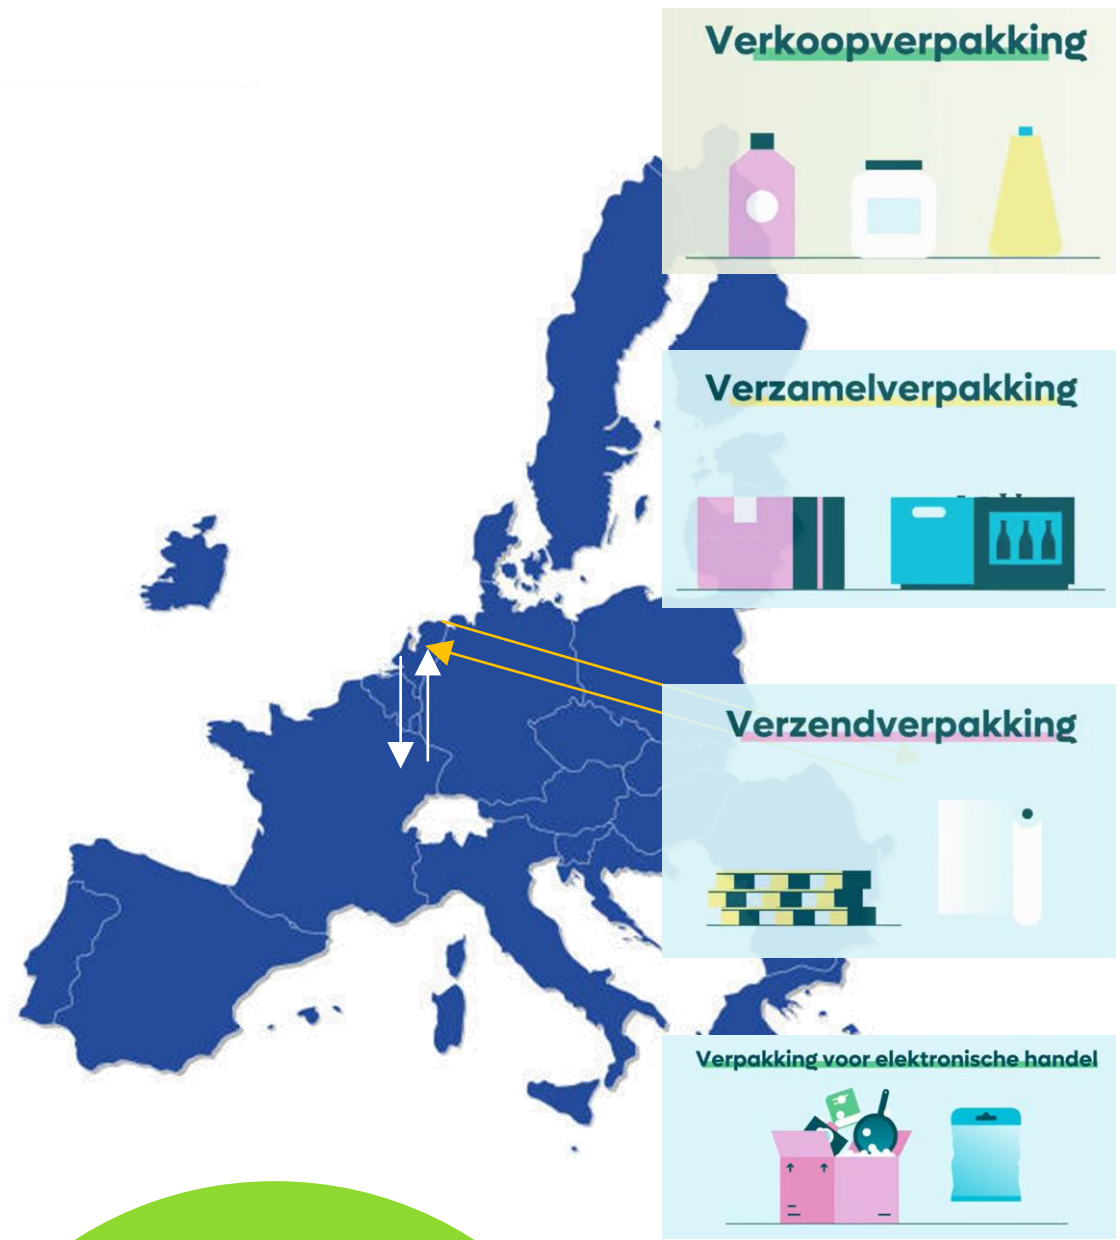 Verkoopverpakking
Verzamelverpakking
Verzendverpakking
Verpakking voor elektronische handel